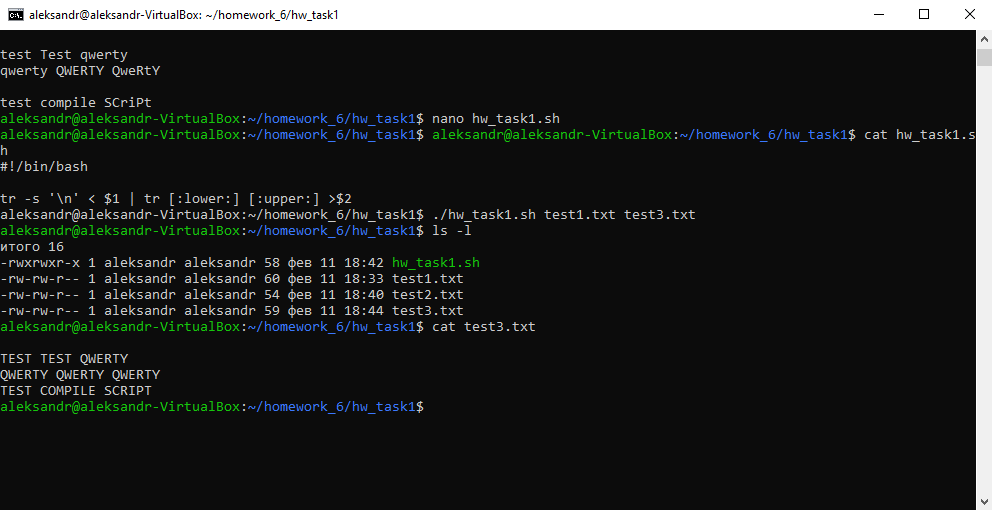 aleksandr@aleksandr-VirtualBox: ~/homework_6/hw_task1
test Test qwerty
qwerty QWERTY QweRtY
test compile SCriPt
aleksandr@aleksandr-VirtualBox:~/homework_6/hw_task1$ nano hw_task1.sh
aleksandr@aleksandr-VirtualBox:~/homework_6/hw_task1$ aleksandr@aleksandr-VirtualBox:~/homework_6/hw_task1$ cat hw_task1.s
h
#!/bin/bash
tr -s '\n' < $1 | tr [:lower:] [:upper:] >$2
aleksandr@aleksandr-VirtualBox:~/homework_6/hw_task1$ ./hw_task1.sh test1.txt test3.txt
aleksandr@aleksandr-VirtualBox:~/homework_6/hw_task1$ ls -l
итого 16
-rwxrwxr-x 1 aleksandr aleksandr 58 фев 11 18:42 hw_task1.sh
-rw-rw-r-- 1 aleksandr aleksandr 60 фев 11 18:33 test1.txt
-rw-rw-r-- 1 aleksandr aleksandr 54 фев 11 18:40 test2.txt
-rw-rw-r-- 1 aleksandr aleksandr 59 фев 11 18:44 test3.txt
aleksandr@aleksandr-VirtualBox:~/homework_6/hw_task1$ cat test3.txt
TEST TEST QWERTY
QWERTY QWERTY QWERTY
TEST COMPILE SCRIPT
aleksandr@aleksandr-VirtualBox:~/homework_6/hw_task1$